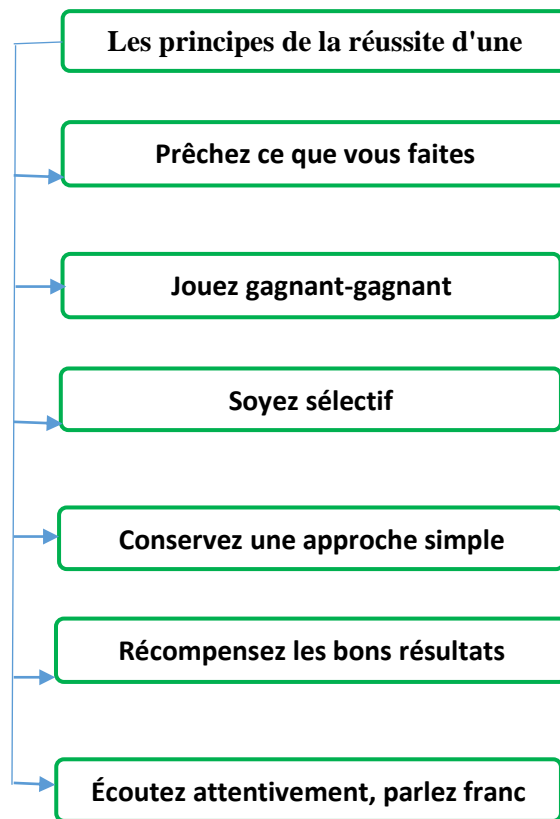 Les principes de la réussite d'une
Prêchez ce que vous faites
Jouez gagnant-gagnant
Soyez sélectif
Conservez une approche simple
Récompensez les bons résultats
Écoutez attentivement, parlez franc